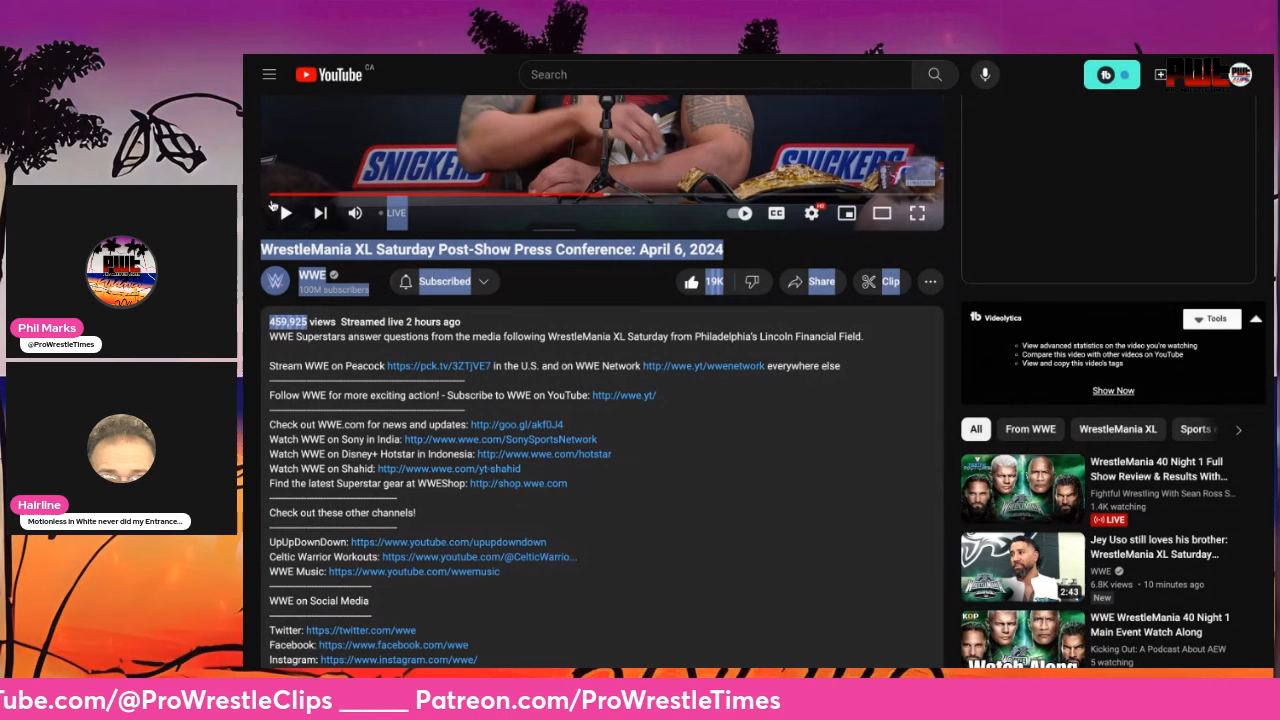 YouTube CA
Search
PWT
SNICKERS
SNICKERS
LIVE
HD
WrestleMania XL Saturday Post-Show Press Conference: April 6, 2024
WWE
100M subscribers
Subscribed
19K
Share
Clip
459,925 views Streamed live 2 hours ago
WWE Superstars answer questions from the media following WrestleMania XL Saturday from Philadelphia's Lincoln Financial Field.
Stream WWE on Peacock https://pck.tv/3ZTjVE7 in the U.S. and on WWE Network http://wwe.yt/wwenetwork everywhere else
Follow WWE for more exciting action! - Subscribe to WWE on YouTube: http://wwe.yt/
Check out WWE.com for news and updates: http://goo.gl/akf0J4
Watch WWE on Sony in India: http://www.wwe.com/SonySportsNetwork
Watch WWE on Disney+ Hotstar in Indonesia: http://www.wwe.com/hotstar
Watch WWE on Shahid: http://www.wwe.com/yt-shahid
Find the latest Superstar gear at WWEShop: http://shop.wwe.com
Check out these other channels!
UpUpDownDown: https://www.youtube.com/upupdowndown
Celtic Warrior Workouts: https://www.youtube.com/@CelticWarrio...
WWE Music: https://www.youtube.com/wwemusic
WWE on Social Media
Twitter: https://twitter.com/wwe
Facebook: https://www.facebook.com/wwe
Instagram: https://www.instagram.com/wwe/
Videolytics
Tools
View advanced statistics on the video you're watching
Compare this video with other videos on YouTube
View and copy this video's tags
Show Now
All From WWE WrestleMania XL Sports
WrestleMania 40 Night 1 Full
Show Review & Results With...
Fightful Wrestling With Sean Ross S...
1.4K watching
LIVE
Jey Uso still loves his brother:
WrestleMania XL Saturday...
WWE
6.8K views • 10 minutes ago
New
2:43
WWE WrestleMania 40 Night 1
Main Event Watch Along
Kicking Out: A Podcast About AEW
5 watching
KOP
Watch Along
PWT
Phil Marks
@ProWrestleTimes
Hairline
Motionless in White never did my Entrance...
Tube.com/@ProWrestleClips _____ Patreon.com/ProWrestleTimes